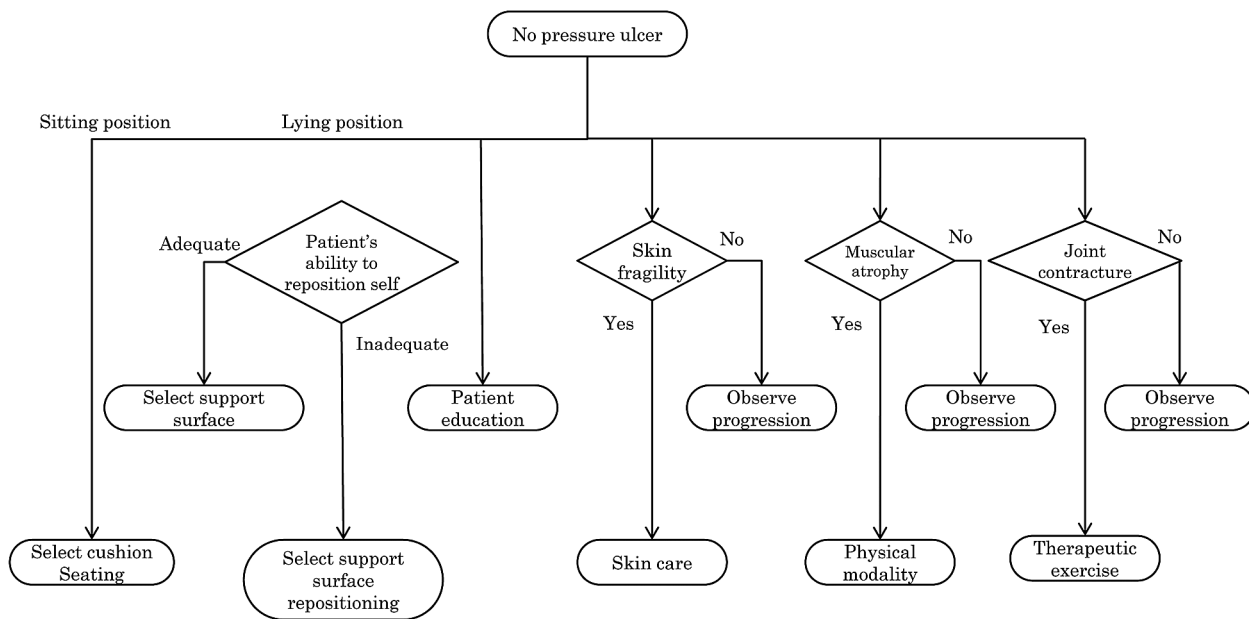 No pressure ulcer
Sitting position
Lying position
Adequate
Patient's
ability to
reposition self
Inadequate
Skin
fragility
No
Yes
Muscular
atrophy
No
Yes
Joint
contracture
No
Yes
Select support
surface
Patient
education
Observe
progression
Observe
progression
Observe
progression
Select cushion
Seating
Select support
surface
repositioning
Skin care
Physical
modality
Therapeutic
exercise